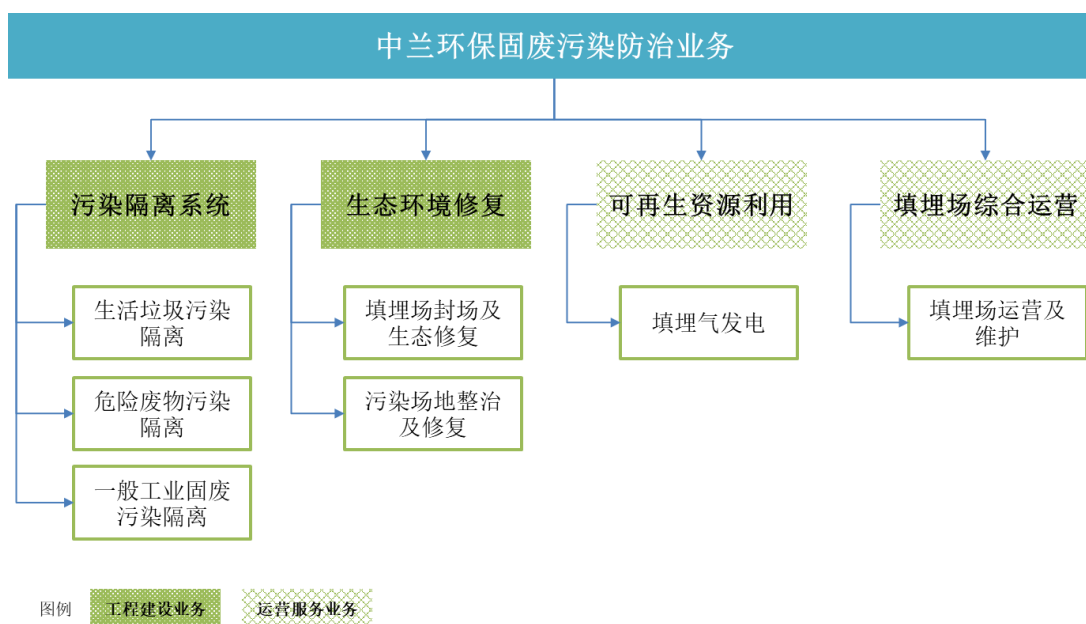 中兰环保固废污染防治业务
污染隔离系统
生态环境修复
可再生资源利用
填埋场综合运营
生活垃圾污染
隔离
填埋场封场及
生态修复
填埋气发电
填埋场运营及
维护
危险废物污染
隔离
污染场地整治
及修复
一般工业固废
污染隔离
图例
工程建设业务
运营服务业务